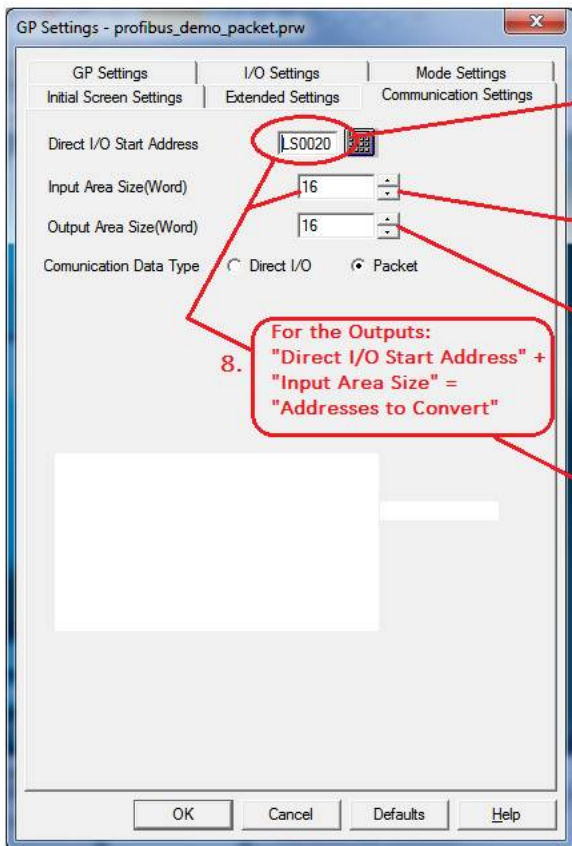 GP Settings - profibus_demo_packet.prw
GP Settings
I/O Settings
Mode Settings
Initial Screen Settings
Extended Settings
Communication Settings
Direct I/O Start Address
LS0020
Input Area Size(Word)
16
Output Area Size(Word)
16
Comunication Data Type
Direct I/O
Packet
8.
For the Outputs:
"Direct I/O Start Address" +
"Input Area Size" =
"Addresses to Convert"
OK
Cancel
Defaults
Help